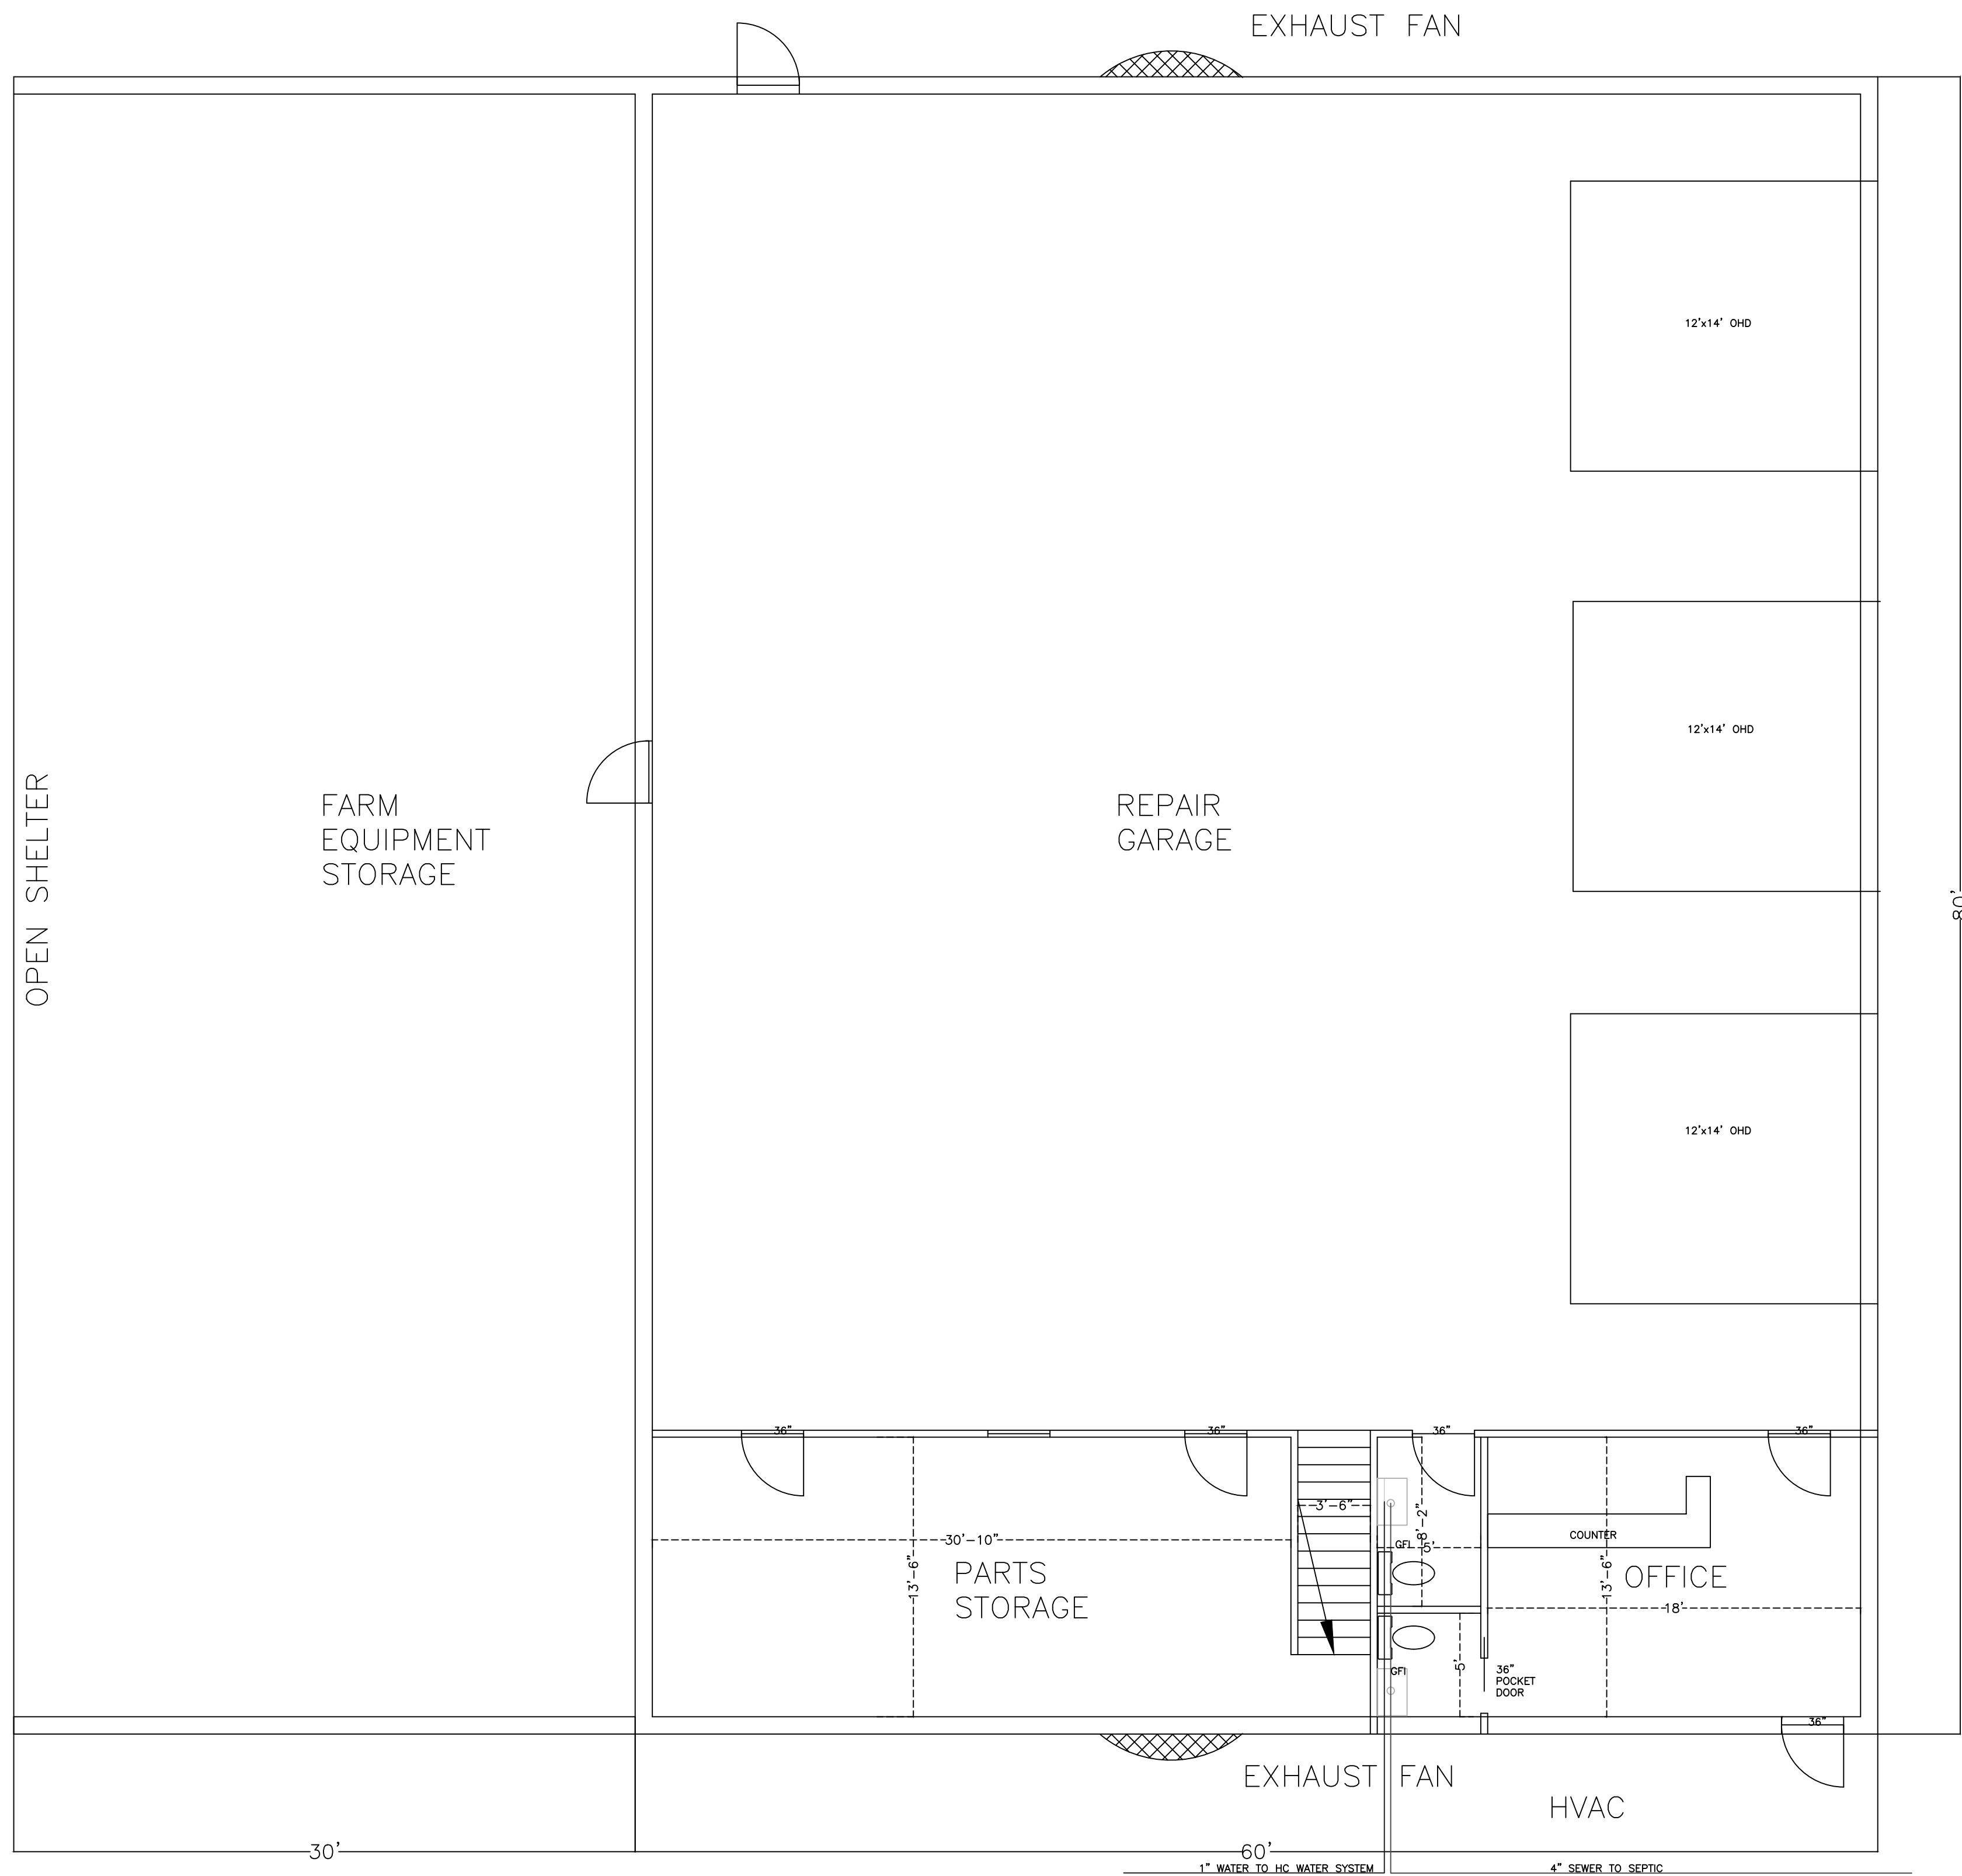 EXHAUST FAN
12'x14' OHD
12'x14' OHD
OPEN SHELTER
FARM
EQUIPMENT
STORAGE
REPAIR
GARAGE
80'
12'x14' OHD
36"
36"
36"
36"
3'-6"
8'-2"
30'-10"
GFI
5'
COUNTER
13'-6"
PARTS
STORAGE
13'-6"
OFFICE
18'
GFI
5'
36"
POCKET
DOOR
36"
EXHAUST FAN
HVAC
30'
60'
1" WATER TO HC WATER SYSTEM
4" SEWER TO SEPTIC